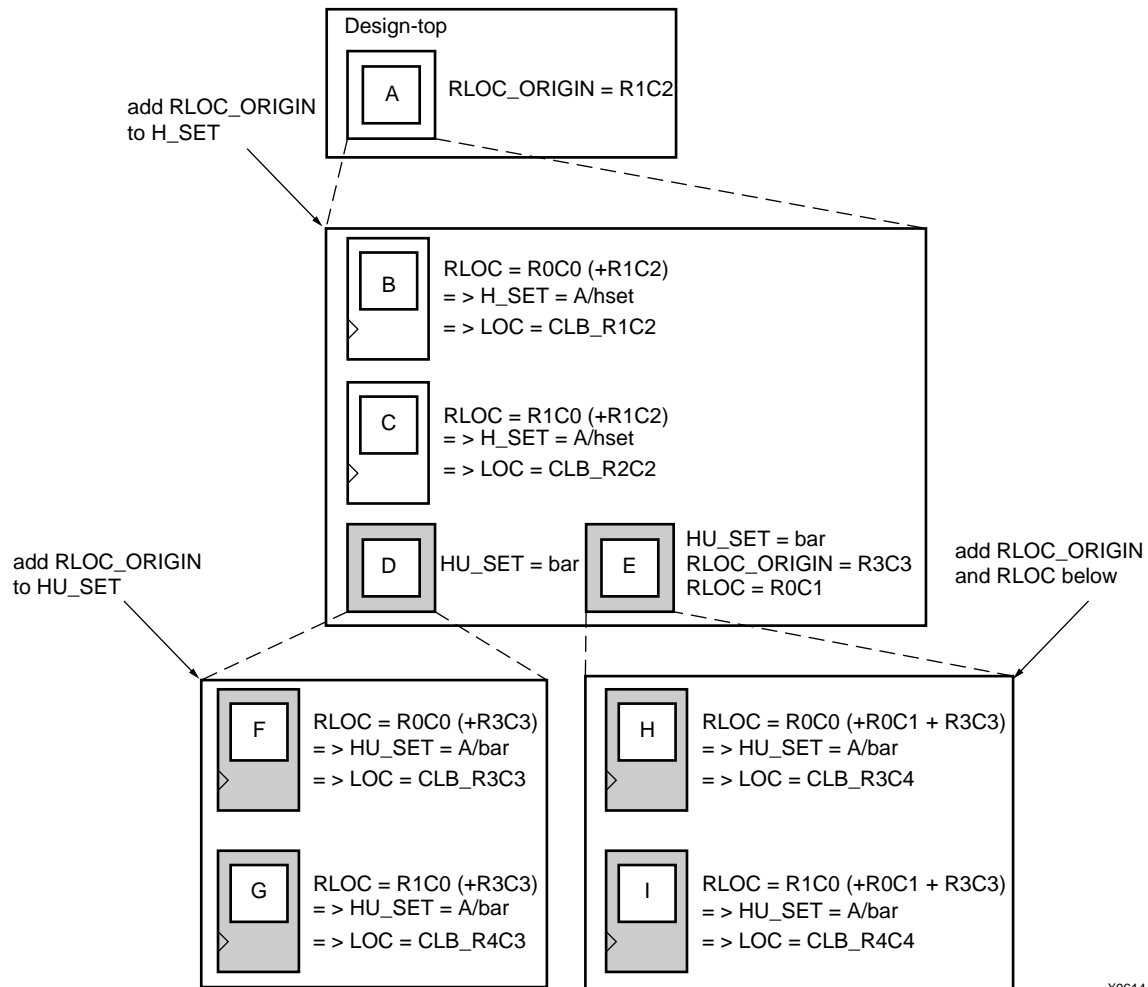 Design-top
A
RLOC_ORIGIN = R1C2
add RLOC_ORIGIN
to H_SET
B
RLOC = R0C0 (+R1C2)
= > H_SET = A/hset
= > LOC = CLB_R1C2
C
RLOC = R1C0 (+R1C2)
= > H_SET = A/hset
= > LOC = CLB_R2C2
add RLOC_ORIGIN
to HU_SET
D
HU_SET = bar
E
HU_SET = bar
RLOC_ORIGIN = R3C3
RLOC = R0C1
add RLOC_ORIGIN
and RLOC below
F
RLOC = R0C0 (+R3C3)
= > HU_SET = A/bar
= > LOC = CLB_R3C3
G
RLOC = R1C0 (+R3C3)
= > HU_SET = A/bar
= > LOC = CLB_R4C3
H
RLOC = R0C0 (+R0C1 + R3C3)
= > HU_SET = A/bar
= > LOC = CLB_R3C4
I
RLOC = R1C0 (+R0C1 + R3C3)
= > HU_SET = A/bar
= > LOC = CLB_R4C4